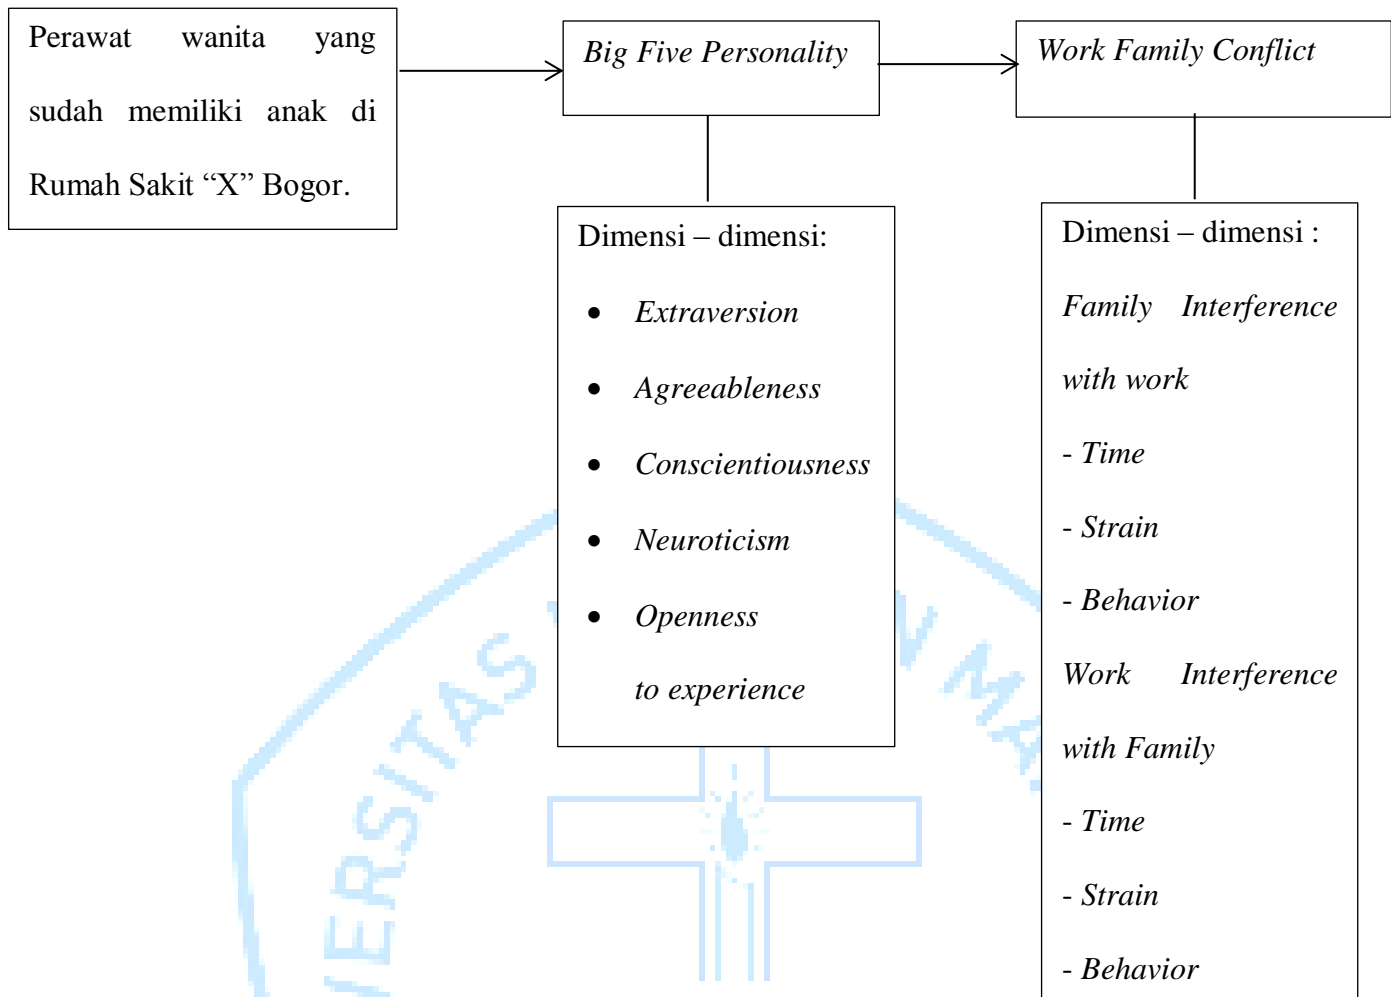 Perawat wanita yang
sudah memiliki anak di
Rumah Sakit “X” Bogor.
Big Five Personality
Work Family Conflict
Dimensi – dimensi:
• Extraversion
• Agreeableness
• Conscientiousness
• Neuroticism
• Openness
to experience
Dimensi – dimensi :
Family Interference
with work
- Time
- Strain
- Behavior
Work Interference
with Family
- Time
- Strain
- Behavior